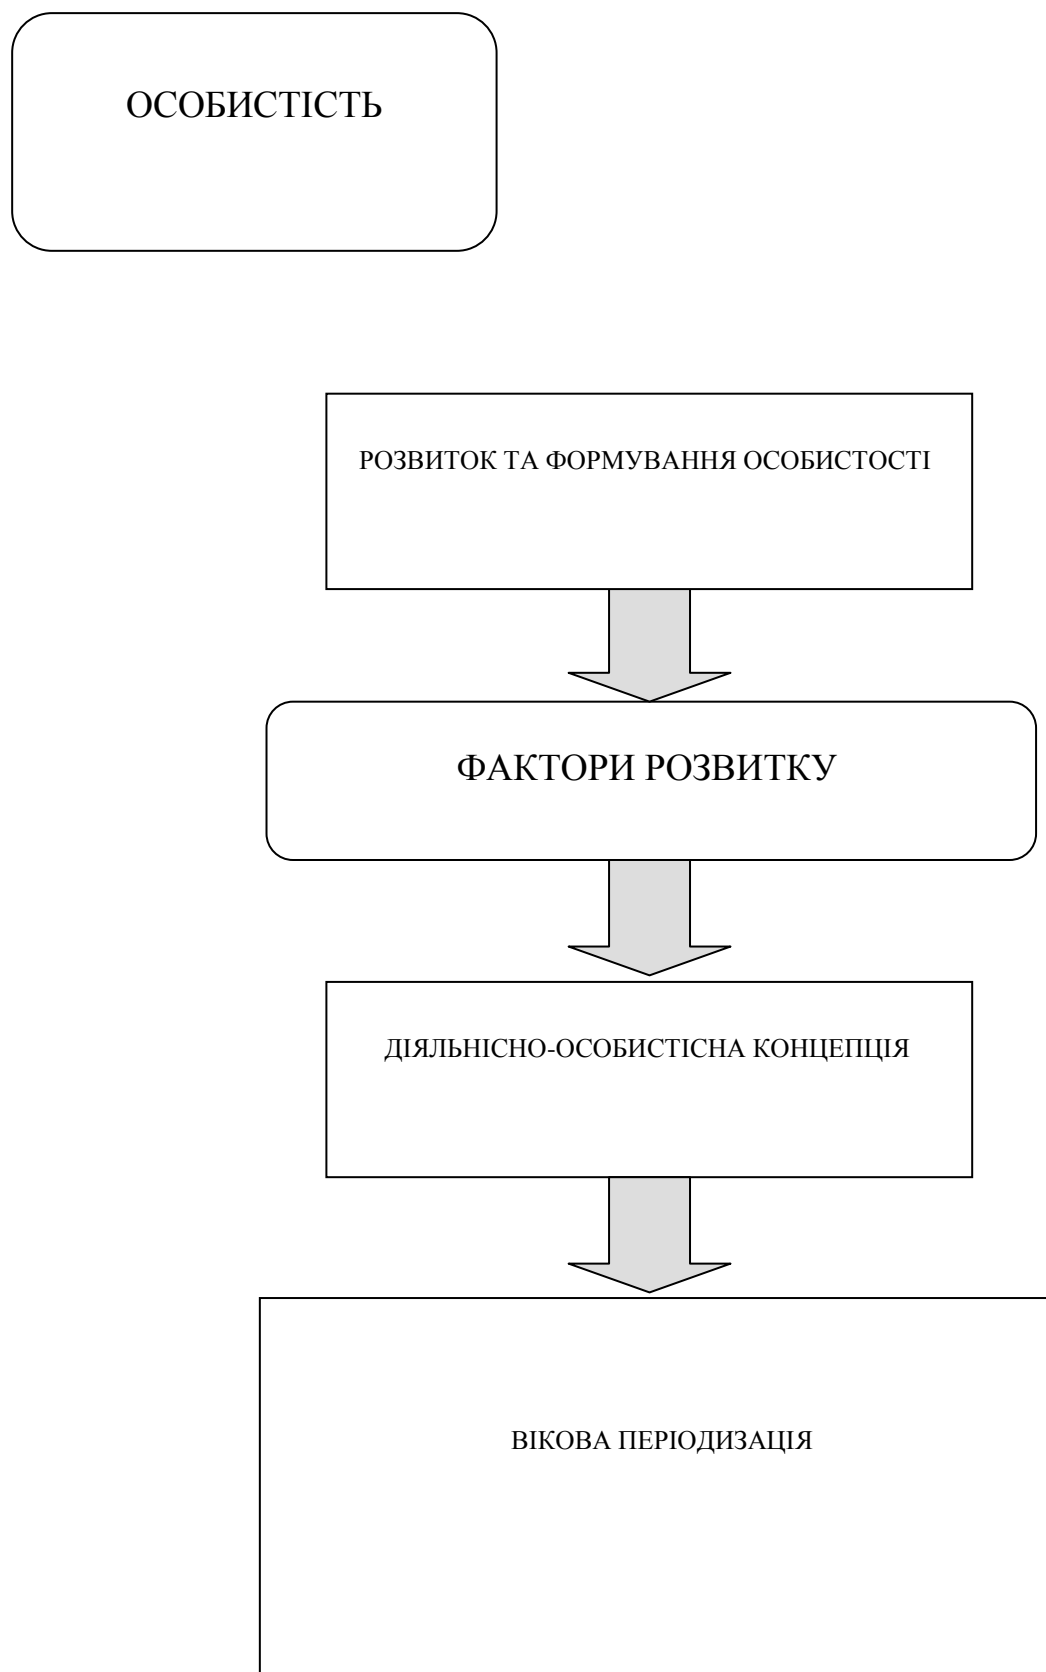 ОСОБИСТІСТЬ
РОЗВИТОК ТА ФОРМУВАННЯ ОСОБИСТОСТІ
ФАКТОРИ РОЗВИТКУ
ДІЯЛЬНІСНО-ОСОБИСТІСНА КОНЦЕПЦІЯ
ВІКОВА ПЕРІОДИЗАЦІЯ